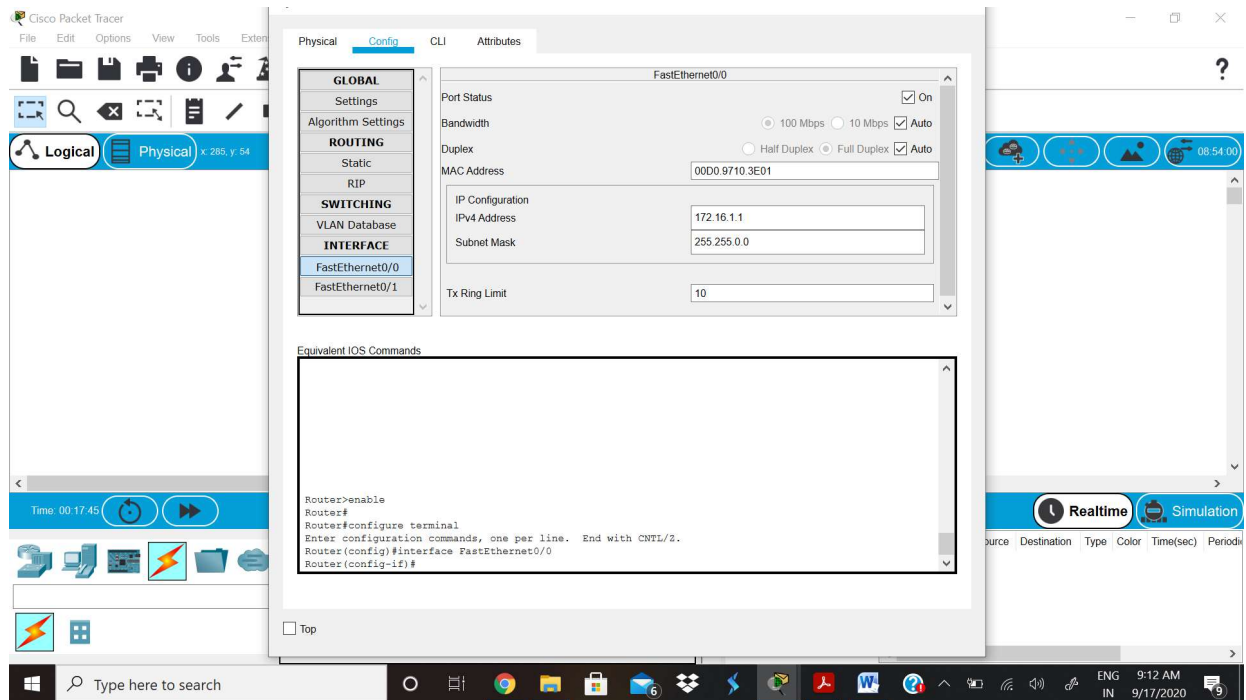 Cisco Packet Tracer
File Edit Options View Tools Exten
Physical Config CLI Attributes
Logical Physical x: 285, y: 54
08:54:00
GLOBAL
Settings
Algorithm Settings
ROUTING
Static
RIP
SWITCHING
VLAN Database
INTERFACE
FastEthernet0/0
FastEthernet0/1
FastEthernet0/0
Port Status On
Bandwidth 100 Mbps 10 Mbps Auto
Duplex Half Duplex Full Duplex Auto
MAC Address 00D0.9710.3E01
IP Configuration
IPv4 Address 172.16.1.1
Subnet Mask 255.255.0.0
Tx Ring Limit 10
Equivalent IOS Commands
Router>enable
Router#
Router#configure terminal
Enter configuration commands, one per line. End with CNTL/Z.
Router(config)#interface FastEthernet0/0
Router(config-if)#
Time: 00:17:45
Realtime Simulation
ource Destination Type Color Time(sec) Periodi
Top
Type here to search
6
ENG
IN
9:12 AM
9/17/2020
9